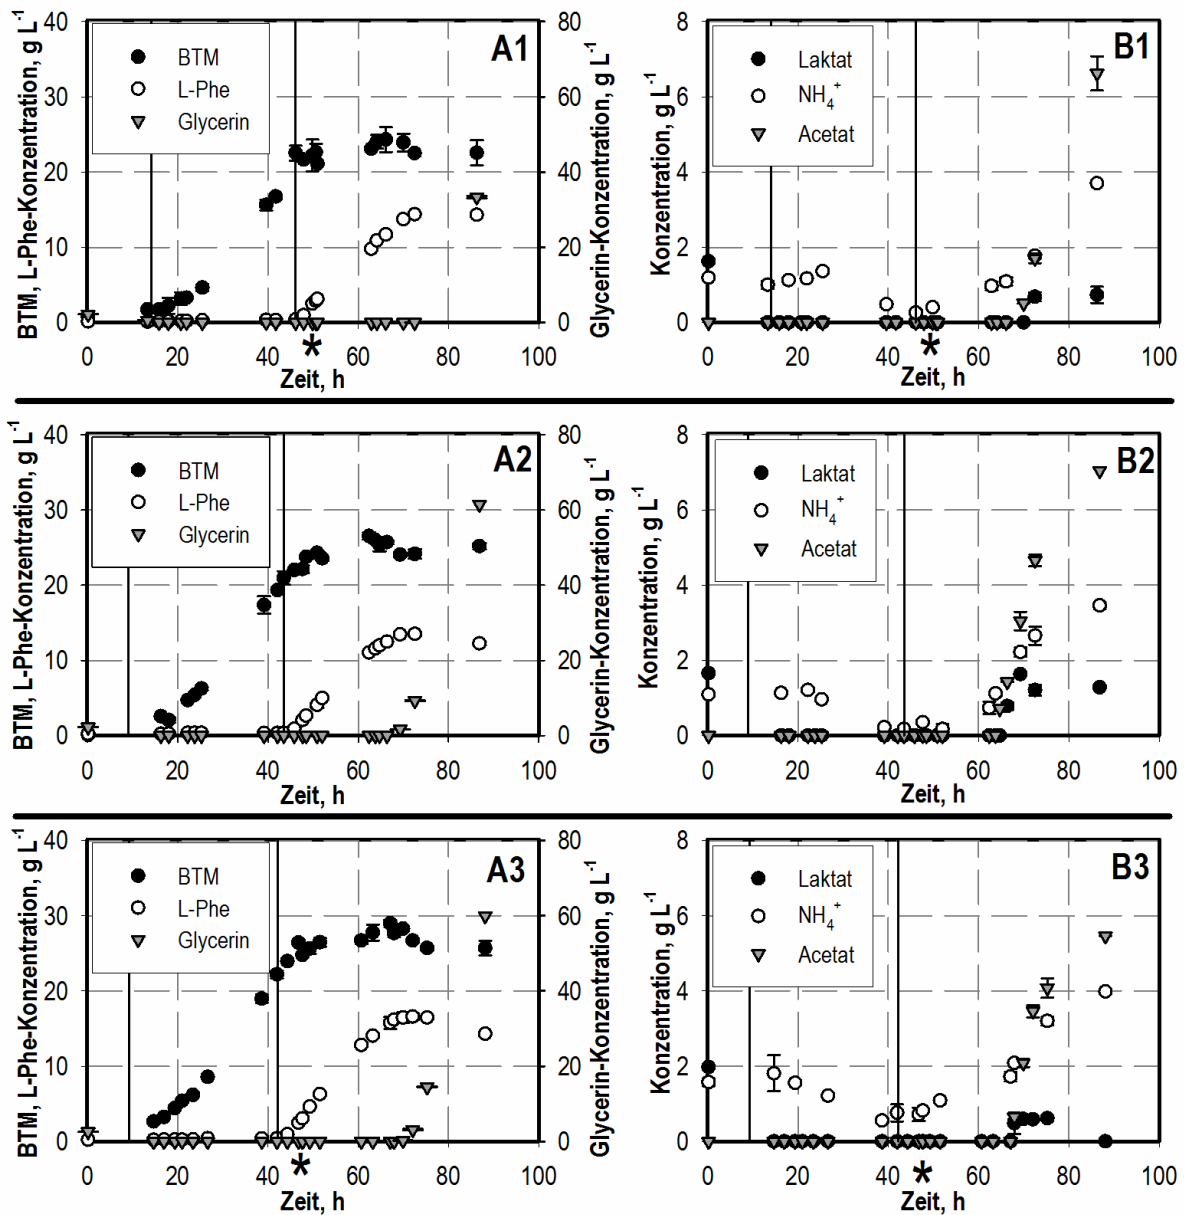 A1
BTM
L-Phe
Glycerin
BTM, L-Phe-Konzentration, g L⁻¹
40
30
20
10
0
Glycerin-Konzentration, g L⁻¹
80
60
40
20
0
0 20 40 60 80 100
*
Zeit, h
B1
Laktat
NH₄⁺
Acetat
Konzentration, g L⁻¹
8
6
4
2
0
0 20 40 60 80 100
*
Zeit, h
A2
BTM
L-Phe
Glycerin
BTM, L-Phe-Konzentration, g L⁻¹
40
30
20
10
0
Glycerin-Konzentration, g L⁻¹
80
60
40
20
0
0 20 40 60 80 100
Zeit, h
B2
Laktat
NH₄⁺
Acetat
Konzentration, g L⁻¹
8
6
4
2
0
0 20 40 60 80 100
Zeit, h
A3
BTM
L-Phe
Glycerin
BTM, L-Phe-Konzentration, g L⁻¹
40
30
20
10
0
Glycerin-Konzentration, g L⁻¹
80
60
40
20
0
0 20 40 60 80 100
*
Zeit, h
B3
Laktat
NH₄⁺
Acetat
Konzentration, g L⁻¹
8
6
4
2
0
0 20 40 60 80 100
*
Zeit, h